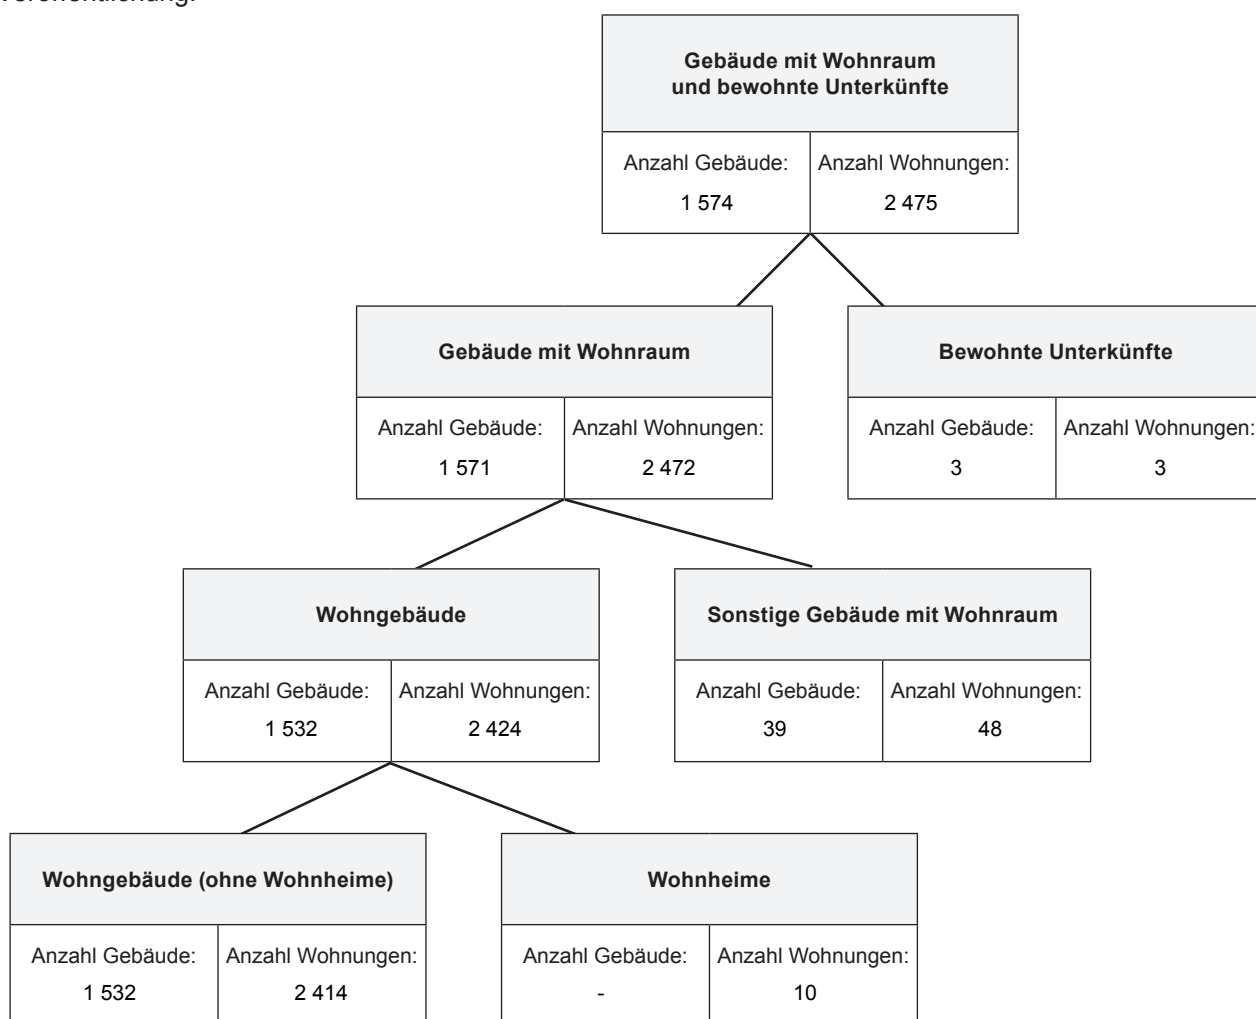 Gebäude mit Wohnraum
und bewohnte Unterkünfte
Anzahl Gebäude: Anzahl Wohnungen:
1 574 2 475
Gebäude mit Wohnraum Bewohnte Unterkünfte
Anzahl Gebäude: Anzahl Wohnungen: Anzahl Gebäude: Anzahl Wohnungen:
1 571 2 472 3 3
Wohngebäude Sonstige Gebäude mit Wohnraum
Anzahl Gebäude: Anzahl Wohnungen: Anzahl Gebäude: Anzahl Wohnungen:
1 532 2 424 39 48
Wohngebäude (ohne Wohnheime) Wohnheime
Anzahl Gebäude: Anzahl Wohnungen: Anzahl Gebäude: Anzahl Wohnungen:
1 532 2 414 - 10